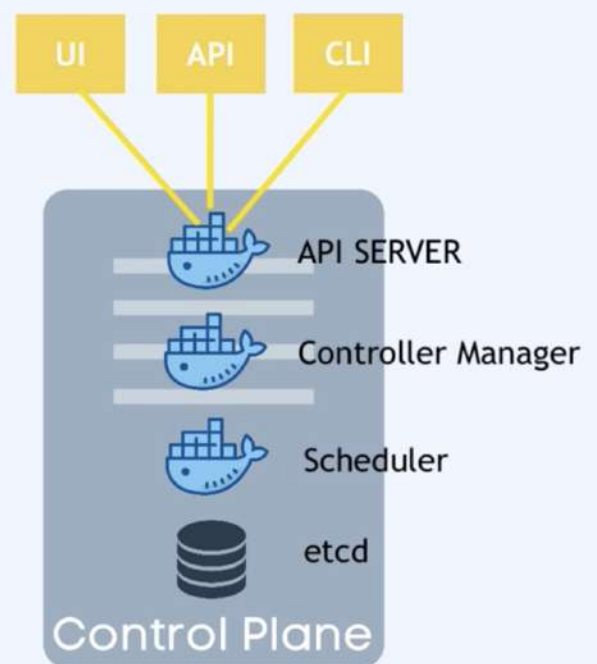 UI
API
CLI
API SERVER
Controller Manager
Scheduler
etcd
Control Plane